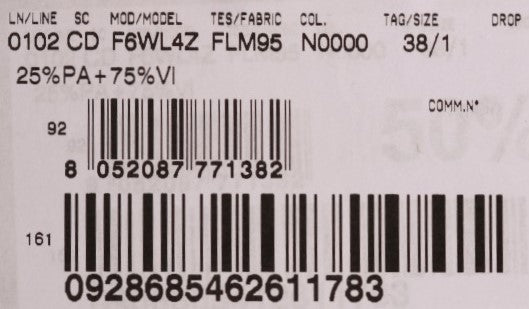 LN/LINE SC MOD/MODEL TES/FABRIC COL. TAG/SIZE DROP
0102 CD F6WL4Z FLM95 N0000 38/1
25%PA+75%VI
COMM.N°
92
8 052087 771382
161
0928685462611783